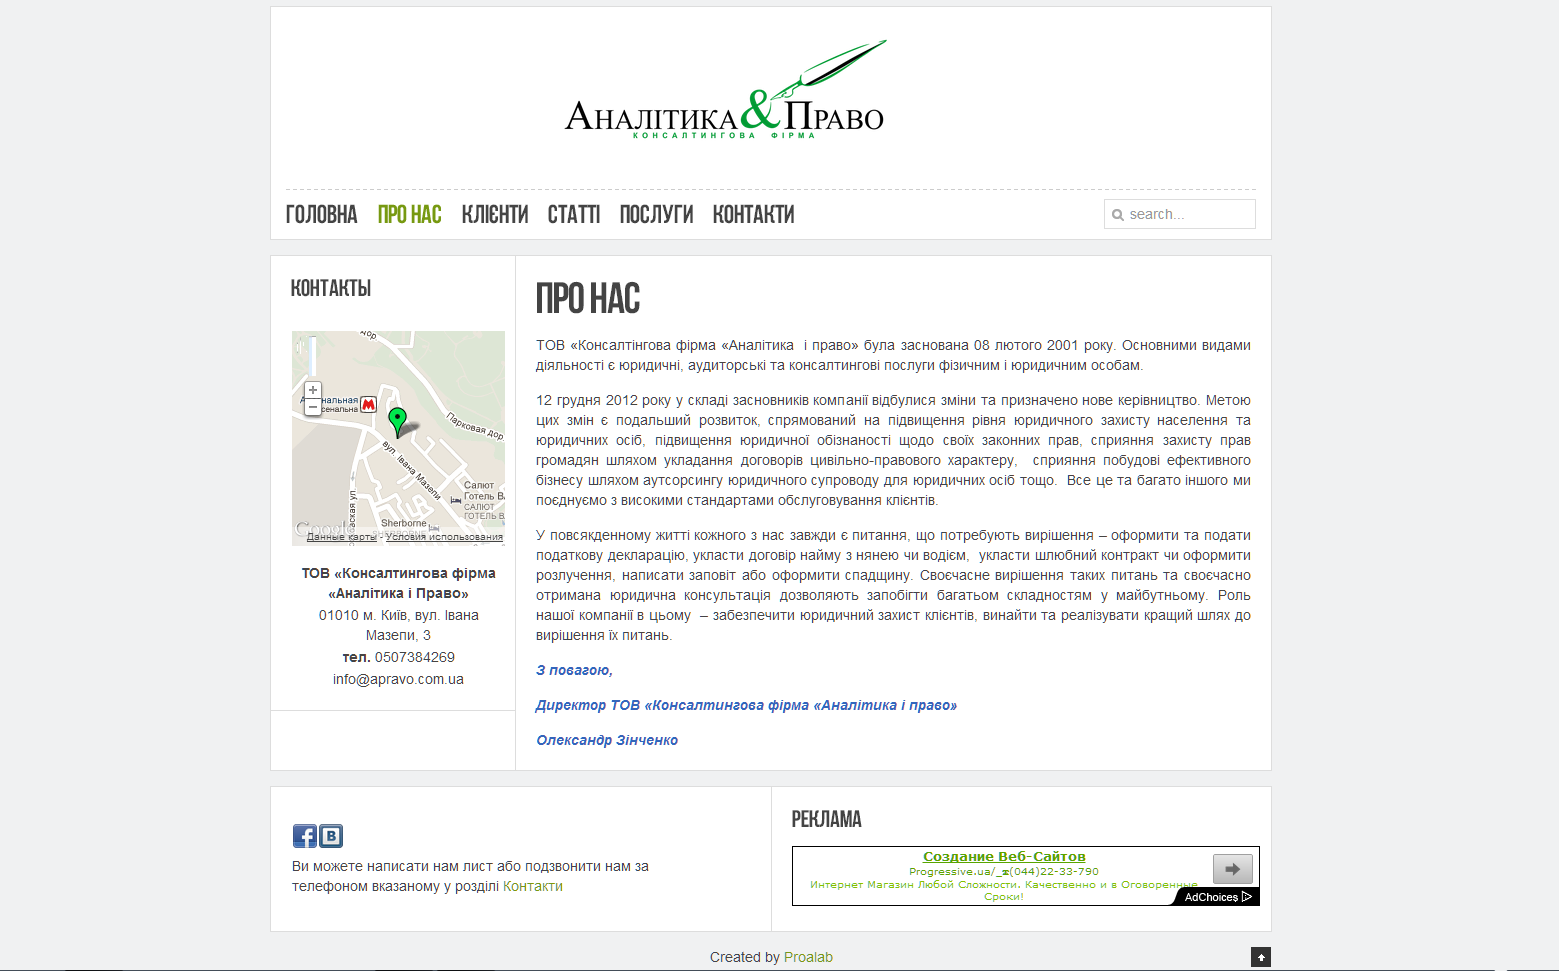 Аналітика&Право
КОНСАЛТИНГОВА ФІРМА
ГОЛОВНА ПРО НАС КЛІЄНТИ СТАТТІ ПОСЛУГИ КОНТАКТИ
search...
КОНТАКТЫ
дор
Арсенальна
Парковая дор.
вул. Івана Мазепи
Салют
Готель
САЛЮТ
ГОТЕЛЬ
Sherborne
SHERBORNE
Google
Данные карты - Условия использования
ТОВ «Консалтингова фірма
«Аналітика і Право»
01010 м. Київ, вул. Івана
Мазепи, 3
тел. 0507384269
info@apravo.com.ua
ПРО НАС
ТОВ «Консалтінгова фірма «Аналітика і право» була заснована 08 лютого 2001 року. Основними видами
діяльності є юридичні, аудиторські та консалтингові послуги фізичним і юридичним особам.
12 грудня 2012 року у складі засновників компанії відбулися зміни та призначено нове керівництво. Метою
цих змін є подальший розвиток, спрямований на підвищення рівня юридичного захисту населення та
юридичних осіб, підвищення юридичної обізнаності щодо своїх законних прав, сприяння захисту прав
громадян шляхом укладання договорів цивільно-правового характеру, сприяння побудові ефективного
бізнесу шляхом аутсорсингу юридичного супроводу для юридичних осіб тощо. Все це та багато іншого ми
поєднуємо з високими стандартами обслуговування клієнтів.
У повсякденному житті кожного з нас завжди є питання, що потребують вирішення – оформити та подати
податкову декларацію, укласти договір найму з нянею чи водієм, укласти шлюбний контракт чи оформити
розлучення, написати заповіт або оформити спадщину. Своєчасне вирішення таких питань та своєчасно
отримана юридична консультація дозволяють запобігти багатьом складностям у майбутньому. Роль
нашої компанії в цьому – забезпечити юридичний захист клієнтів, винайти та реалізувати кращий шлях до
вирішення їх питань.
З повагою,
Директор ТОВ «Консалтингова фірма «Аналітика і право»
Олександр Зінченко
Ви можете написати нам лист або подзвонити нам за
телефоном вказаному у розділі Контакти
РЕКЛАМА
Создание Веб-Сайтов
Progressive.ua/_☎(044)22-33-790
Интернет Магазин Любой Сложности. Качественно и в Оговоренные
Сроки!
AdChoices
Created by Proalab